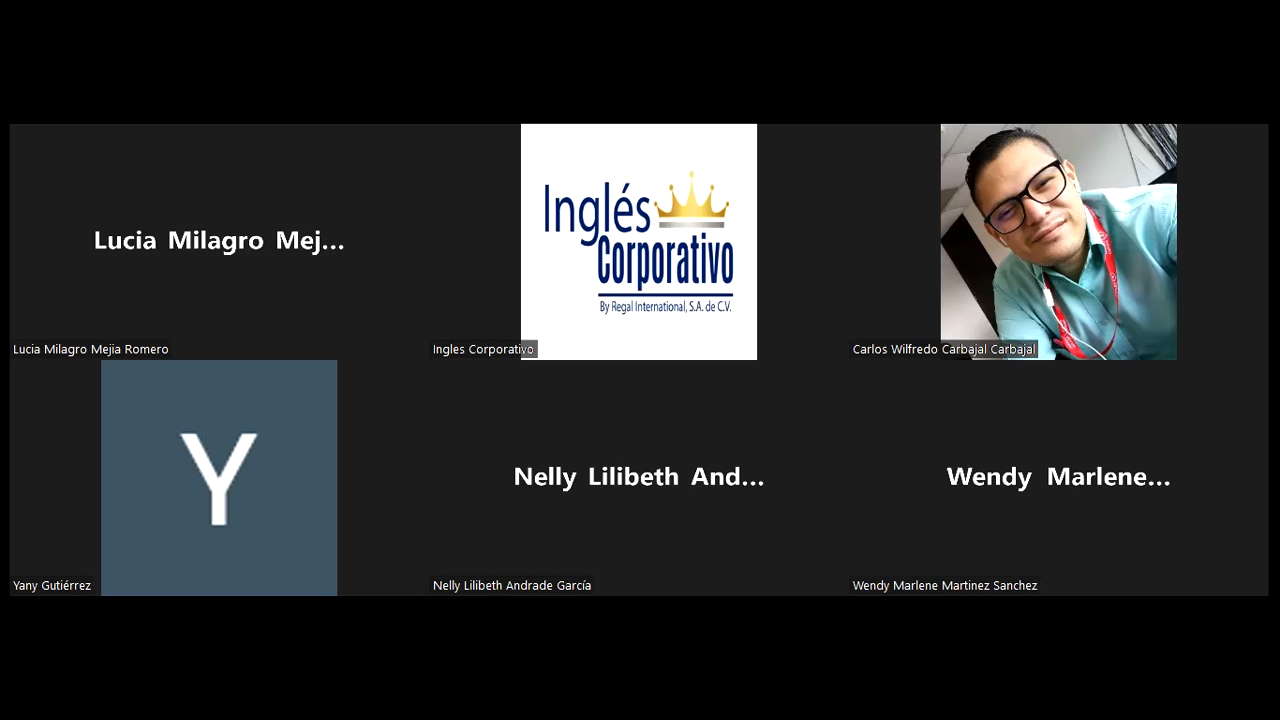 Lucia Milagro Mej...
Lucia Milagro Mejia Romero
Inglés
Corporativo
By Regal International, S.A. de C.V.
Ingles Corporativo
Carlos Wilfredo Carbajal Carbajal
Y
Yany Gutiérrez
Nelly Lilibeth And...
Nelly Lilibeth Andrade García
Wendy Marlene...
Wendy Marlene Martinez Sanchez